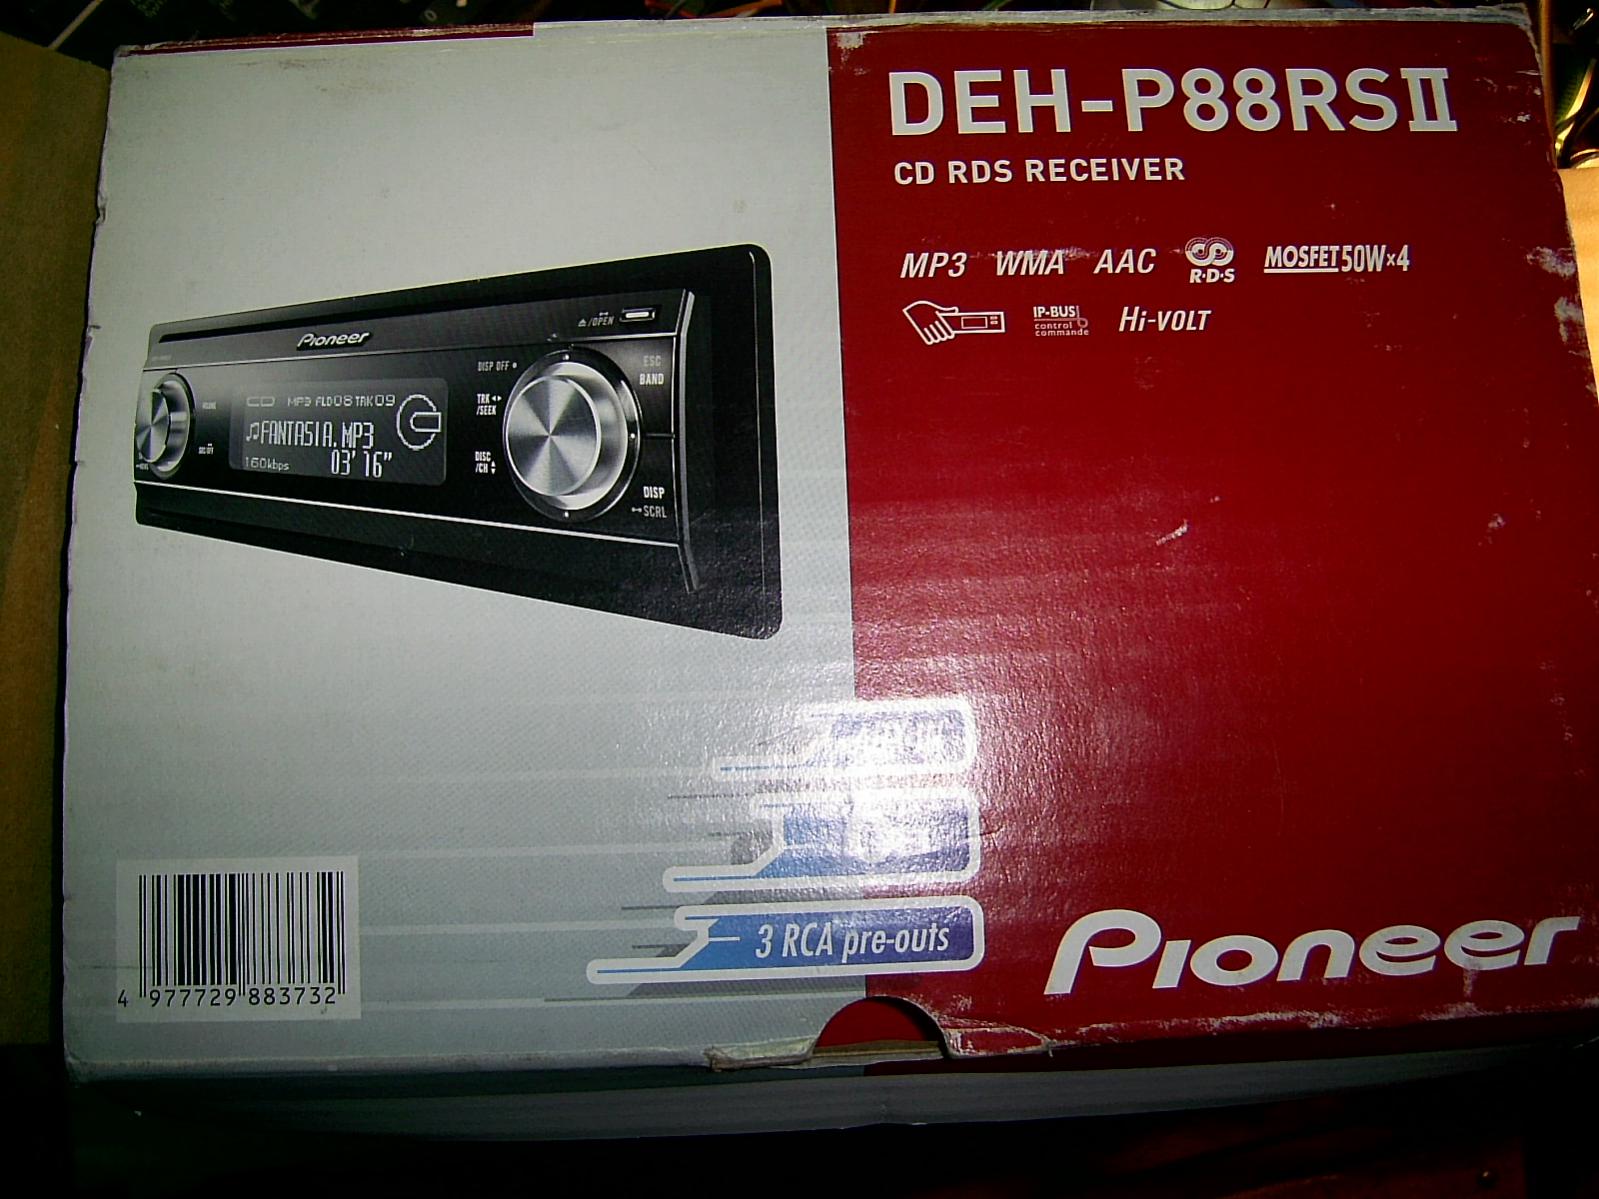 DEH-P88RSII
CD RDS RECEIVER
MP3 WMA AAC R·D·S MOSFET50W×4
IP-BUS
control
commande
Hi-VOLT
Pioneer
⏏/OPEN
DISP OFF
ESC
BAND
TRK
/SEEK
CD MP3 FLD08 TRK09
♫FANTASIA.MP3
160kbps 03'16"
DISC
/CH
DISP
SCRL
3 RCA pre-outs
Pioneer
4 977729 883732